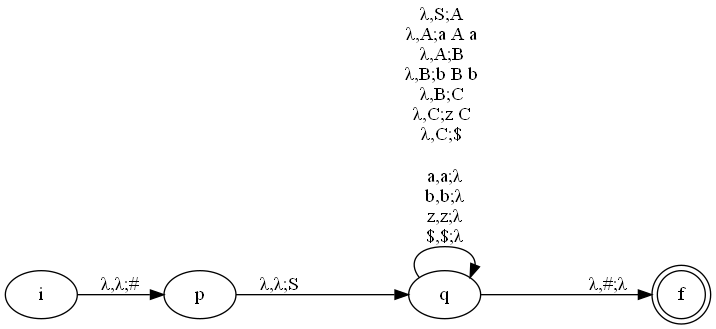 λ,S;A
λ,A;a A a
λ,A;B
λ,B;b B b
λ,B;C
λ,C;z C
λ,C;$
a,a;λ
b,b;λ
z,z;λ
$,$;λ
i
λ,λ;#
p
λ,λ;S
q
λ,#;λ
f